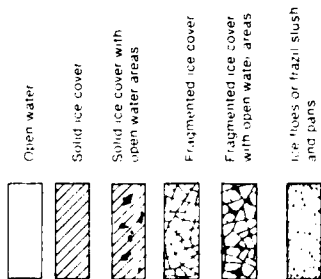 Open water
Solid ice cover
Solid ice cover with
open water areas
Fragmented ice cover
Fragmented ice cover
with open water areas
Ice floes or frazil slush
and pans